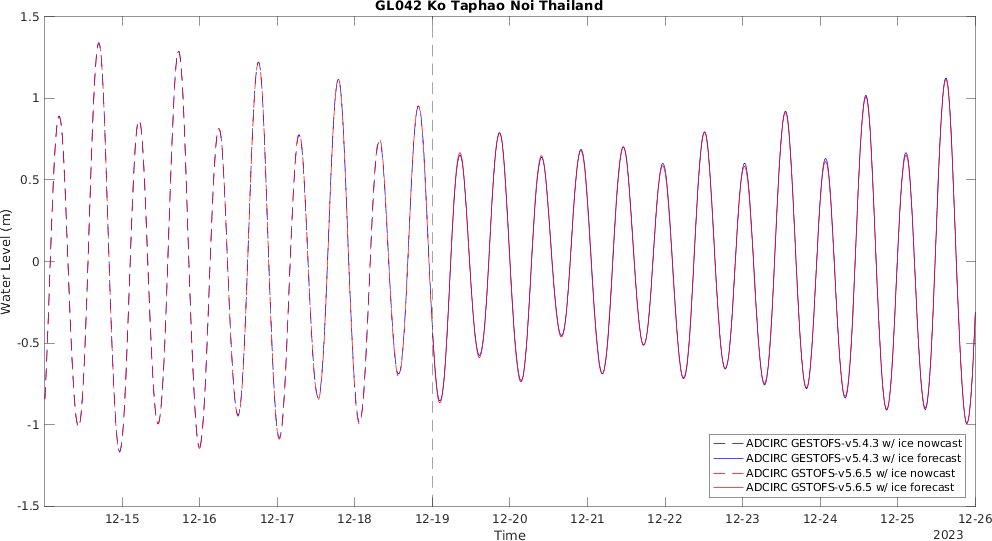 GL042 Ko Taphao Noi Thailand
1.5
1
0.5
0
-0.5
-1
-1.5
Water Level (m)
12-15
12-16
12-17
12-18
12-19
12-20
12-21
12-22
12-23
12-24
12-25
12-26
Time
2023
ADCIRC GESTOFS-v5.4.3 w/ ice nowcast
ADCIRC GESTOFS-v5.4.3 w/ ice forecast
ADCIRC GSTOFS-v5.6.5 w/ ice nowcast
ADCIRC GSTOFS-v5.6.5 w/ ice forecast